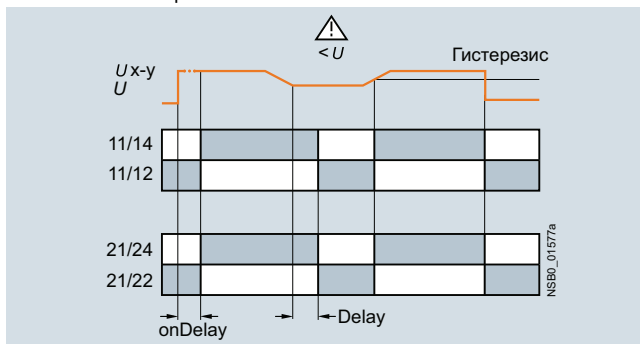 < U
Гистерезис
U x-y
U
11/14
11/12
21/24
21/22
NSB0_01577a
onDelay
Delay